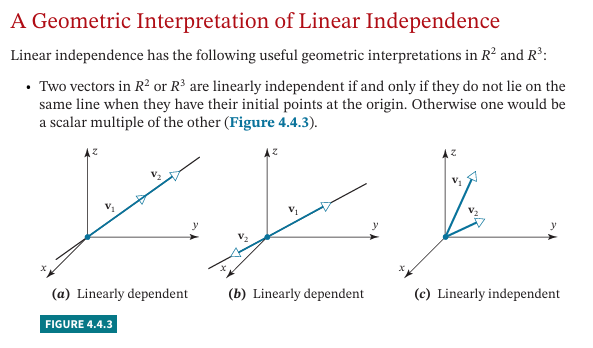 A Geometric Interpretation of Linear Independence
Linear independence has the following useful geometric interpretations in R² and R³:
• Two vectors in R² or R³ are linearly independent if and only if they do not lie on the
same line when they have their initial points at the origin. Otherwise one would be
a scalar multiple of the other (Figure 4.4.3).
z
v₂
v₁
y
x
(a) Linearly dependent
z
v₁
y
v₂
x
(b) Linearly dependent
z
v₁
v₂
y
x
(c) Linearly independent
FIGURE 4.4.3